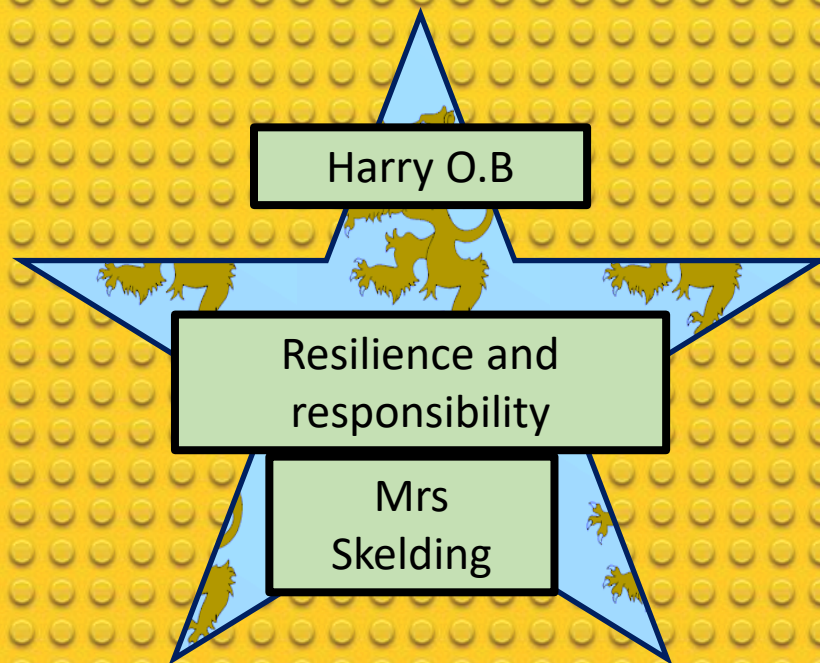 Harry O.B
Resilience and
responsibility
Mrs
Skelding